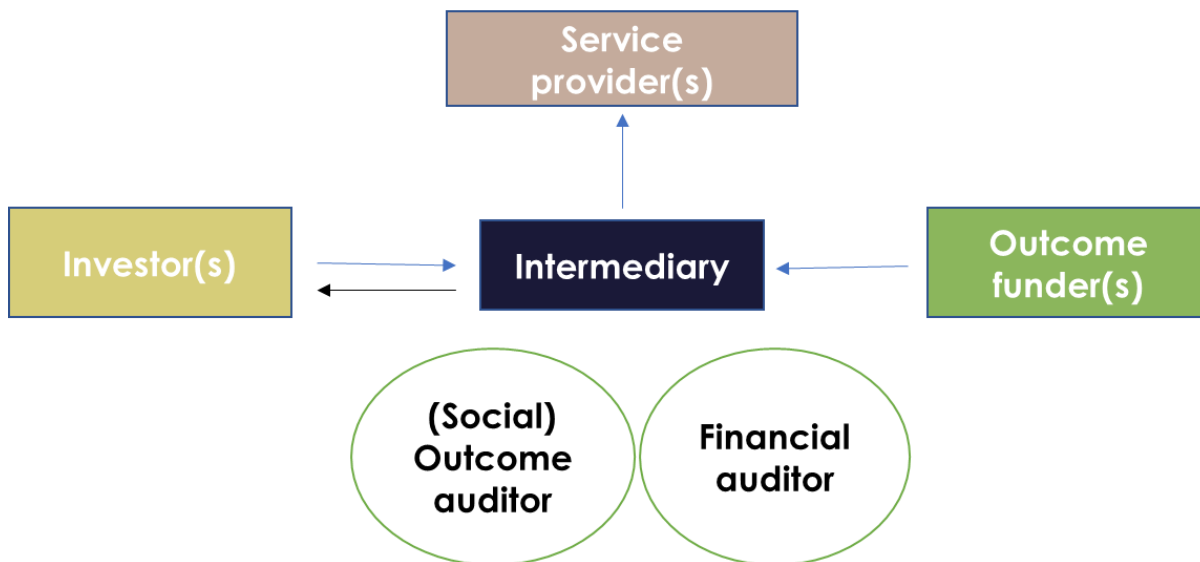 Service
provider(s)
Investor(s)
Intermediary
Outcome
funder(s)
(Social)
Outcome
auditor
Financial
auditor